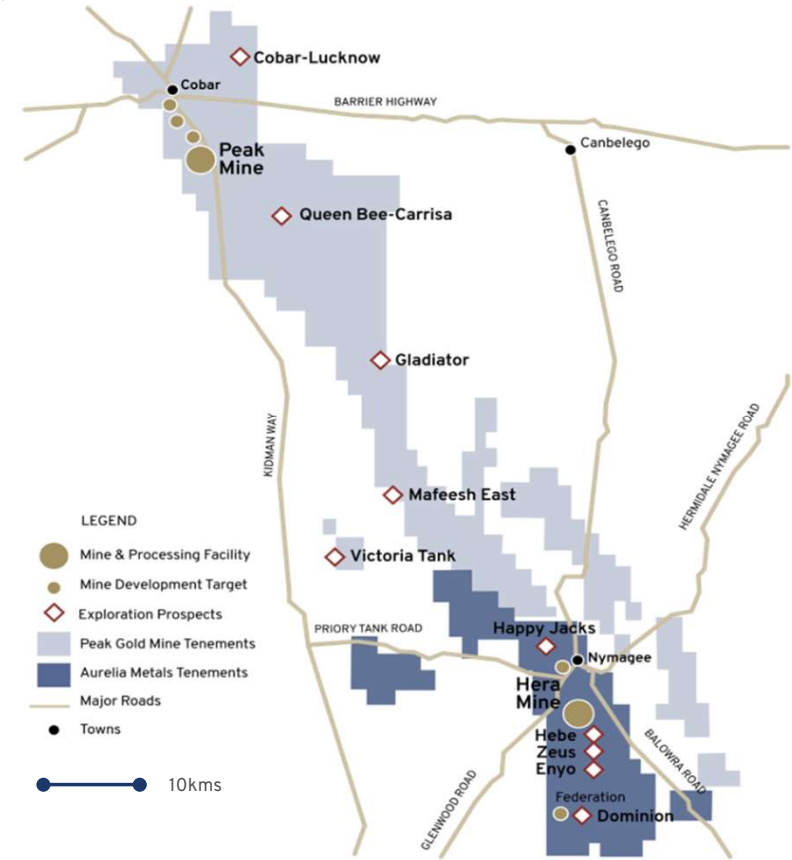 Cobar-Lucknow
Cobar
BARRIER HIGHWAY
Canbelego
Peak
Mine
Queen Bee-Carrisa
CANBELEGO ROAD
Gladiator
KIDMAN WAY
HERMIDALE NYMAGEE ROAD
Mafeesh East
LEGEND
Mine & Processing Facility
Mine Development Target
Exploration Prospects
Peak Gold Mine Tenements
Aurelia Metals Tenements
Major Roads
Towns
10kms
Victoria Tank
PRIORY TANK ROAD
Happy Jacks
Nymagee
Hera
Mine
Hebe
Zeus
Enyo
BALOWRA ROAD
GLENWOOD ROAD
Federation
Dominion